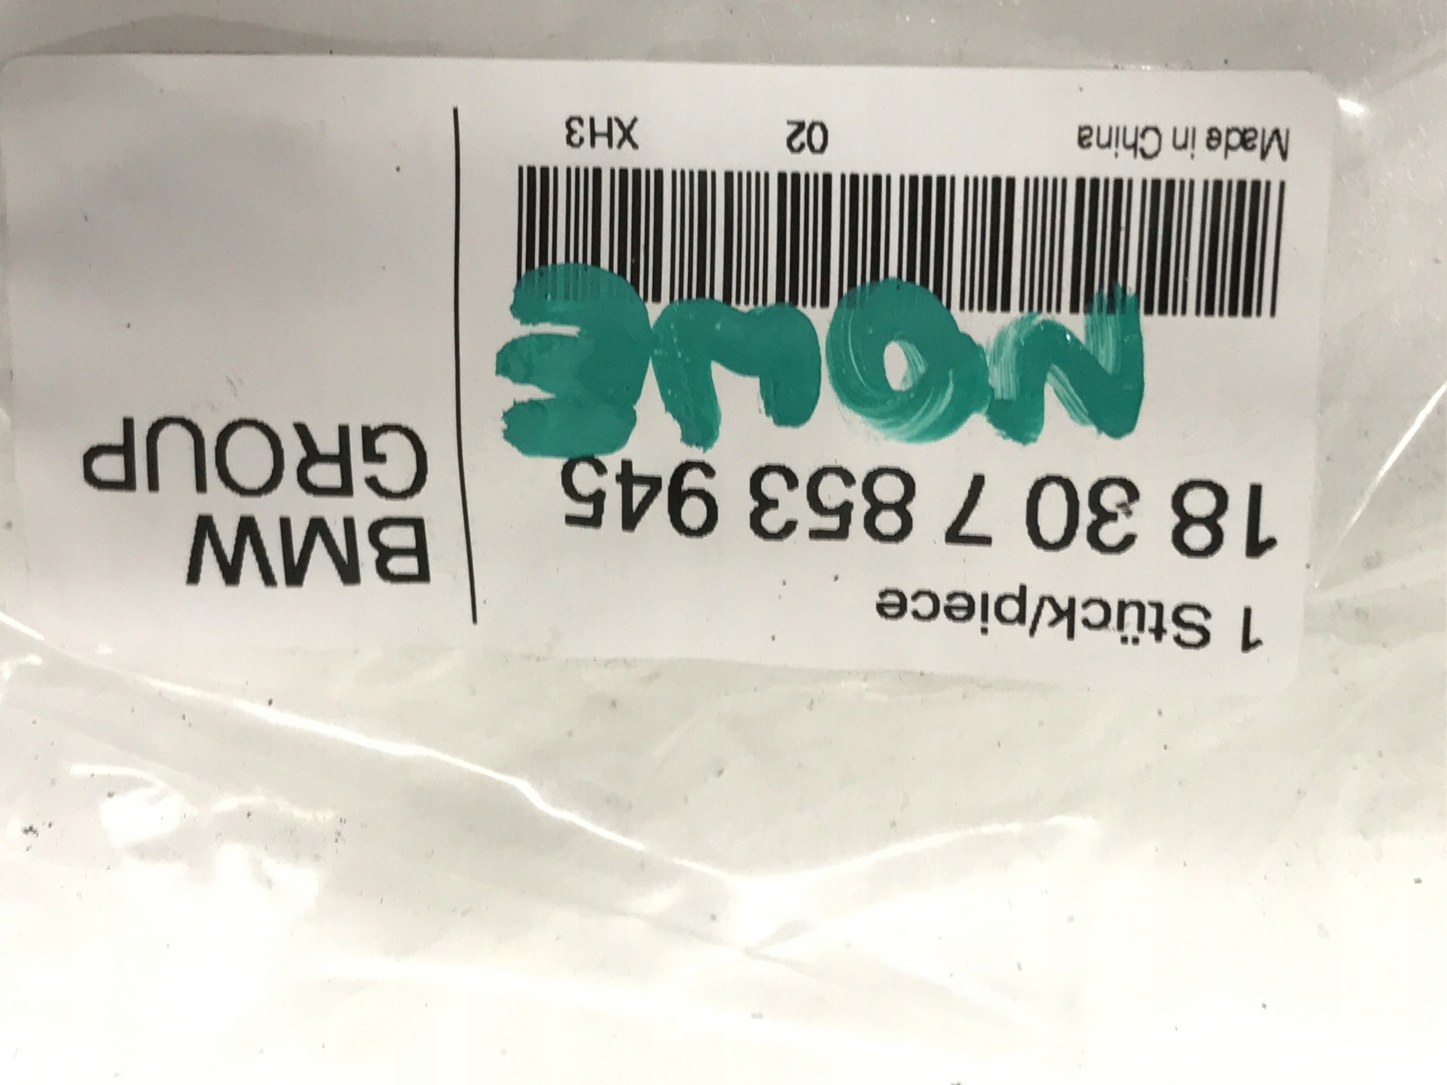 1 Stück/piece
18 30 7 853 945
NOWE
Made in China 02 XH3
BMW
GROUP